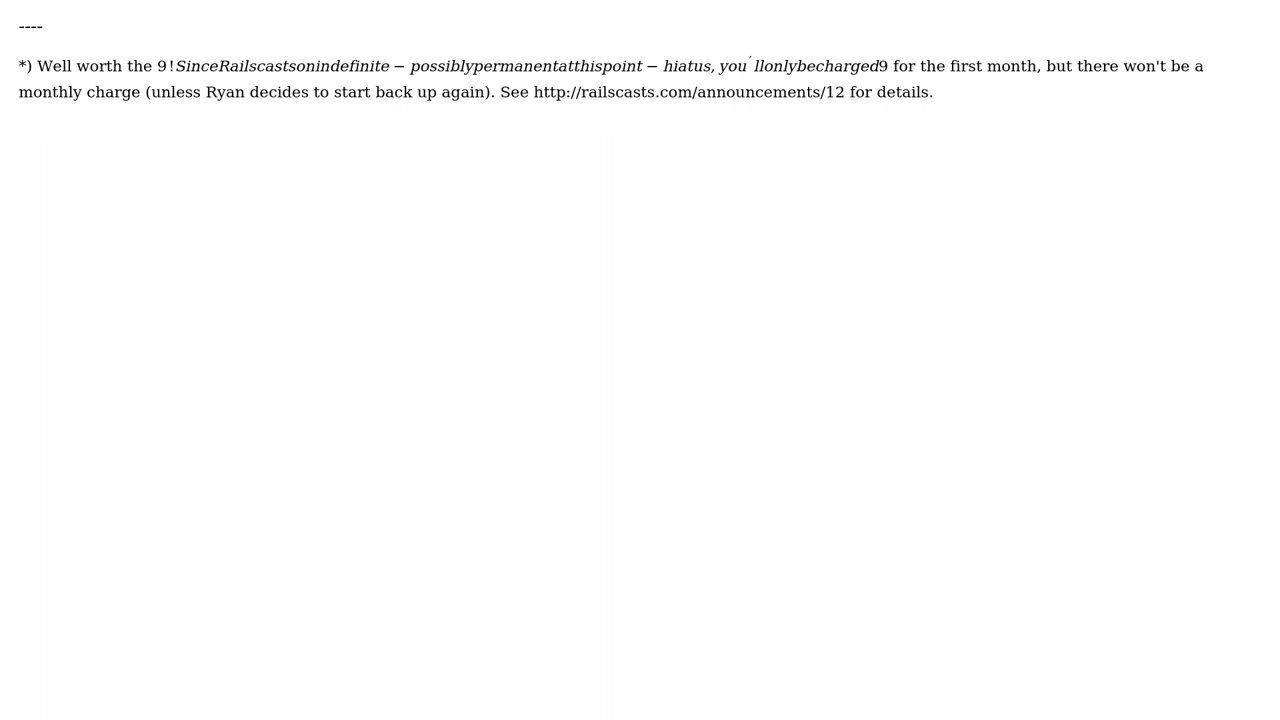 ----
*) Well worth the 9!SinceRailscastsonindefinite − possiblypermanentatthispoint − hiatus, you′llonlybecharged9 for the first month, but there won't be a
monthly charge (unless Ryan decides to start back up again). See http://railscasts.com/announcements/12 for details.